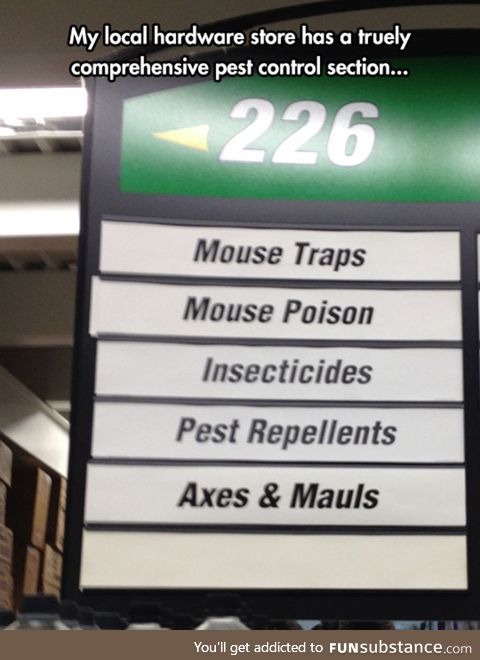 My local hardware store has a truely
comprehensive pest control section...
226
Mouse Traps
Mouse Poison
Insecticides
Pest Repellents
Axes & Mauls
You'll get addicted to FUNsubstance.com